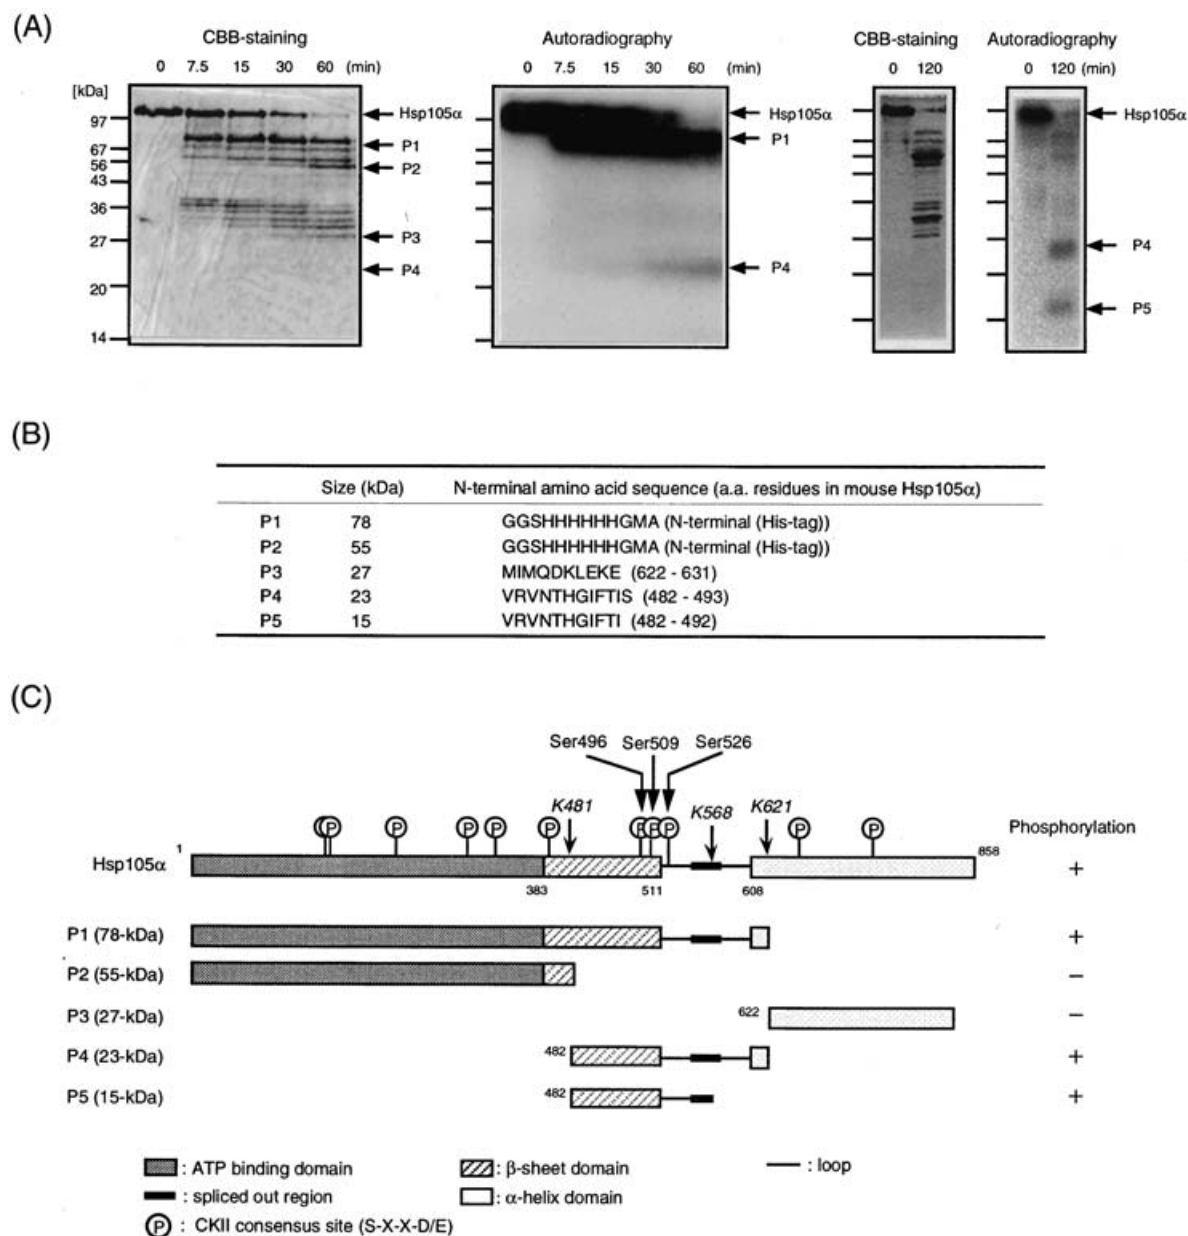 (A)
CBB-staining
0 7.5 15 30 60 (min)
[kDa]
97
67
56
43
36
27
20
14
Hsp105α
P1
P2
P3
P4
Autoradiography
0 7.5 15 30 60 (min)
P1
P4
CBB-staining
0 120
Autoradiography
0 120 (min)
Hsp105α
P4
P5
(B)
Size (kDa) N-terminal amino acid sequence (a.a. residues in mouse Hsp105α)
P1 78 GGSHHHHHHGMA (N-terminal (His-tag))
P2 55 GGSHHHHHHGMA (N-terminal (His-tag))
P3 27 MIMQDKLEKE (622 - 631)
P4 23 VRVNTHGIFTIS (482 - 493)
P5 15 VRVNTHGIFTI (482 - 492)
(C)
Ser496 Ser509 Ser526
K481 K568 K621
P P P P P P P P P P P
Phosphorylation
Hsp105α 1 858 +
383 511 608
P1 (78-kDa) +
P2 (55-kDa) −
P3 (27-kDa) 622 −
P4 (23-kDa) 482 +
P5 (15-kDa) 482 +
: ATP binding domain : β-sheet domain : loop
: spliced out region : α-helix domain
P : CKII consensus site (S-X-X-D/E)